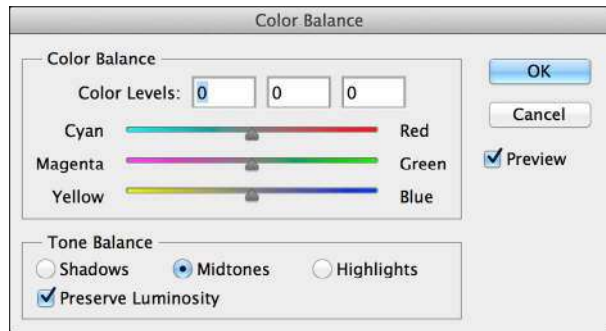 Color Balance
Color Balance
OK
Color Levels: 0 0 0
Cancel
Cyan Red
Magenta Green
Preview
Yellow Blue
Tone Balance
Shadows Midtones Highlights
Preserve Luminosity